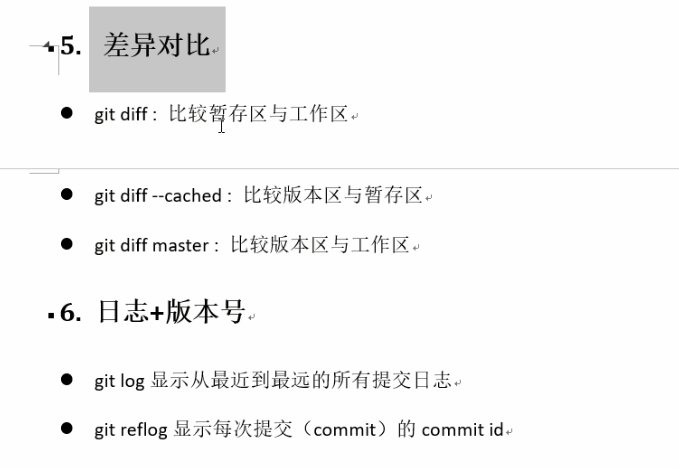 5. 差异对比
● git diff : 比较暂存区与工作区
● git diff --cached : 比较版本区与暂存区
● git diff master : 比较版本区与工作区
6. 日志+版本号
● git log 显示从最近到最远的所有提交日志
● git reflog 显示每次提交（commit）的 commit id